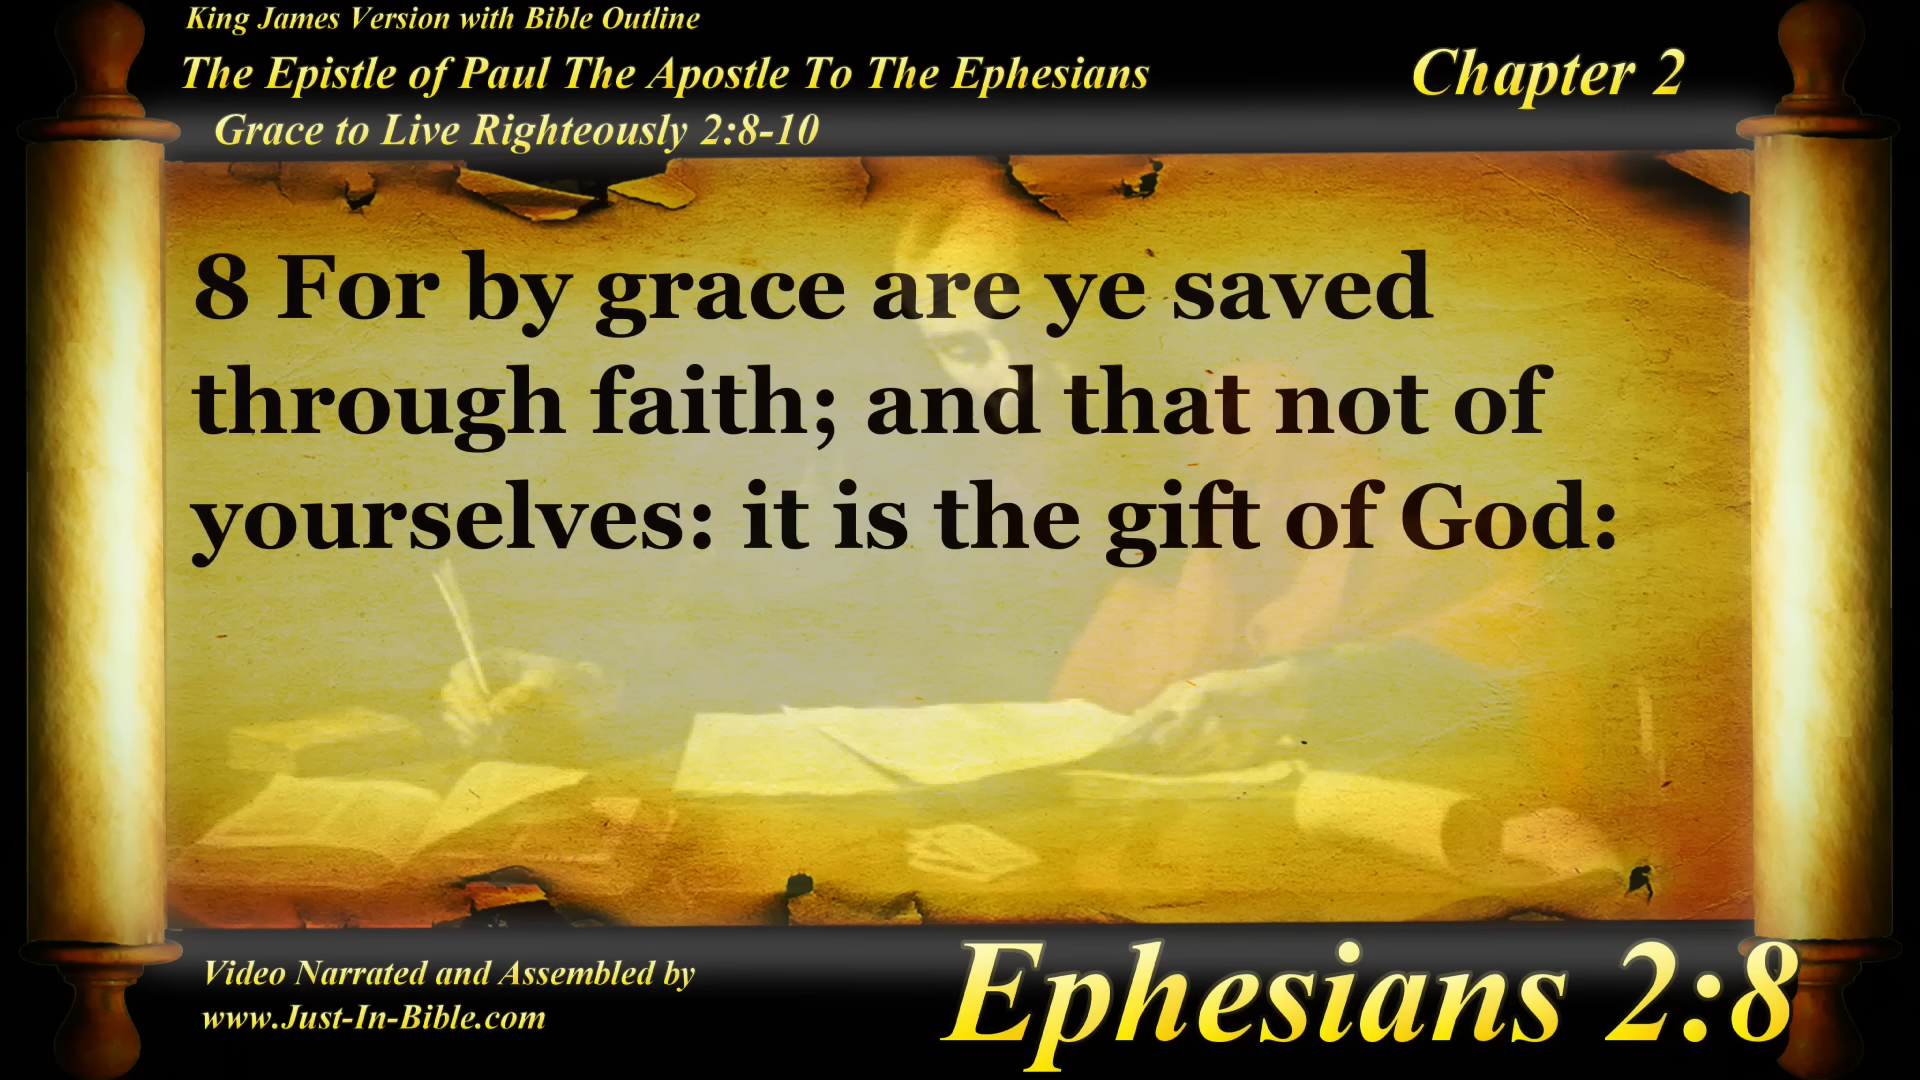 King James Version with Bible Outline
The Epistle of Paul The Apostle To The Ephesians
Chapter 2
Grace to Live Righteously 2:8-10
8 For by grace are ye saved
through faith; and that not of
yourselves: it is the gift of God:
Video Narrated and Assembled by
www.Just-In-Bible.com
Ephesians 2:8